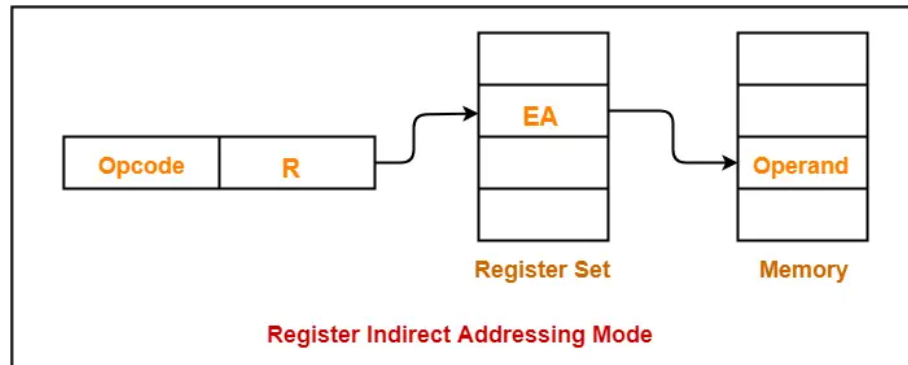 Opcode
R
EA
Operand
Register Set
Memory
Register Indirect Addressing Mode